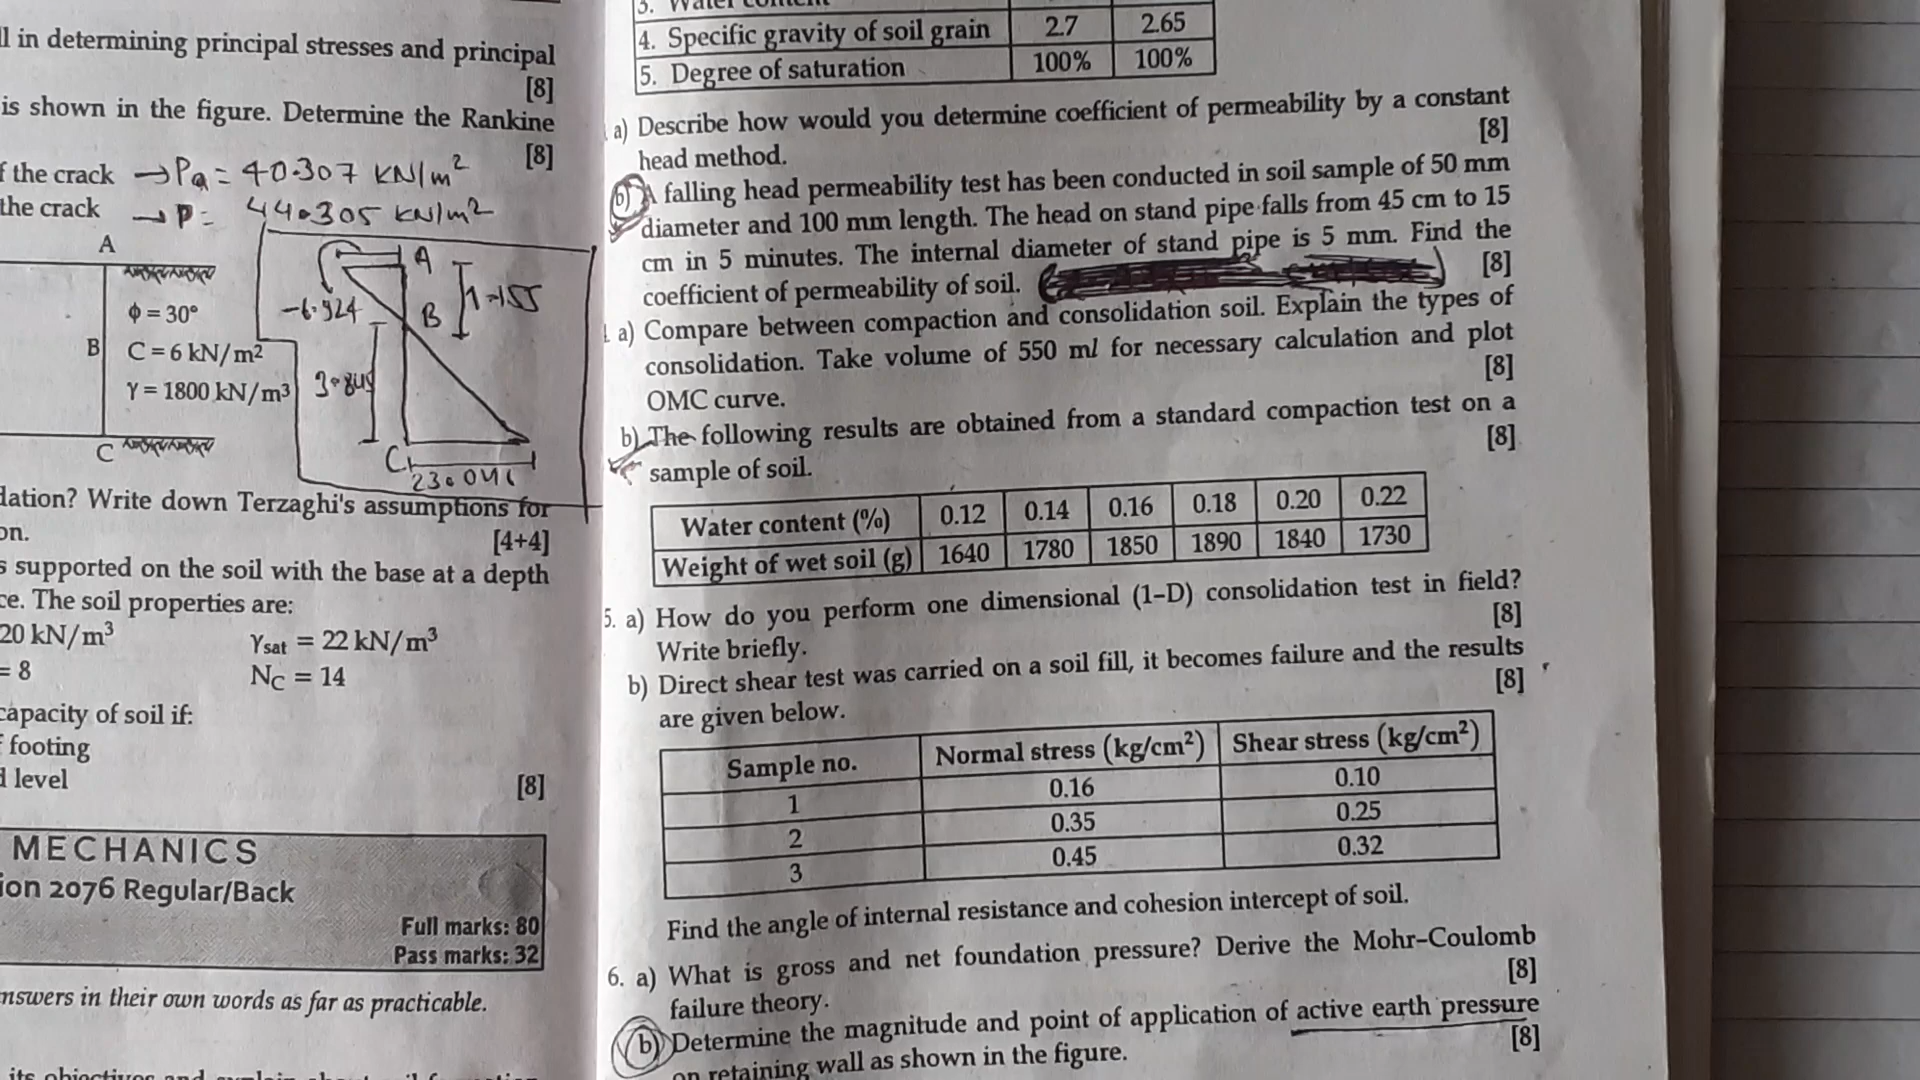 l in determining principal stresses and principal
[8]
is shown in the figure. Determine the Rankine
[8]
f the crack → Pa = 40.307 KN/m²
the crack → P = 44.305 KN/m²
A
-6.924
A
B
1.155
ϕ = 30°
B
C = 6 kN/m²
γ = 1800 kN/m³
3.845
C
C
23.041
dation? Write down Terzaghi's assumptions for
on.
[4+4]
s supported on the soil with the base at a depth
ce. The soil properties are:
20 kN/m³ γsat = 22 kN/m³
= 8 NC = 14
capacity of soil if:
footing
d level
[8]
MECHANICS
ion 2076 Regular/Back
Full marks: 80
Pass marks: 32
nswers in their own words as far as practicable.
3. Water content
4. Specific gravity of soil grain 2.7 2.65
5. Degree of saturation 100% 100%
a) Describe how would you determine coefficient of permeability by a constant
head method. [8]
b) A falling head permeability test has been conducted in soil sample of 50 mm
diameter and 100 mm length. The head on stand pipe falls from 45 cm to 15
cm in 5 minutes. The internal diameter of stand pipe is 5 mm. Find the
coefficient of permeability of soil. [8]
a) Compare between compaction and consolidation soil. Explain the types of
consolidation. Take volume of 550 ml for necessary calculation and plot
OMC curve. [8]
b) The following results are obtained from a standard compaction test on a
sample of soil. [8]
Water content (%) 0.12 0.14 0.16 0.18 0.20 0.22
Weight of wet soil (g) 1640 1780 1850 1890 1840 1730
5. a) How do you perform one dimensional (1-D) consolidation test in field?
Write briefly. [8]
b) Direct shear test was carried on a soil fill, it becomes failure and the results
are given below. [8]
Sample no. Normal stress (kg/cm²) Shear stress (kg/cm²)
1 0.16 0.10
2 0.35 0.25
3 0.45 0.32
Find the angle of internal resistance and cohesion intercept of soil.
6. a) What is gross and net foundation pressure? Derive the Mohr-Coulomb
failure theory. [8]
b) Determine the magnitude and point of application of active earth pressure
on retaining wall as shown in the figure. [8]